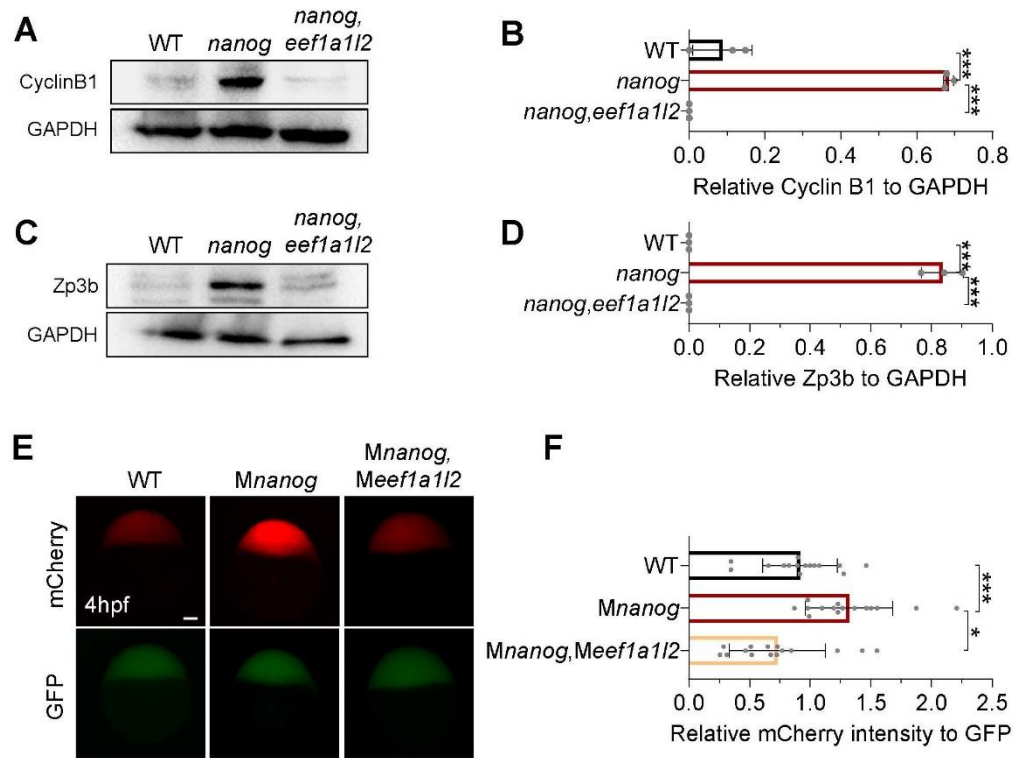 A
WT
nanog
nanog,
eef1a1l2
CyclinB1
GAPDH
B
WT
nanog
nanog,eef1a1l2
***
***
0.0 0.2 0.4 0.6 0.8
Relative Cyclin B1 to GAPDH
C
WT
nanog
nanog,
eef1a1l2
Zp3b
GAPDH
D
WT
nanog
nanog,eef1a1l2
***
***
0.0 0.2 0.4 0.6 0.8 1.0
Relative Zp3b to GAPDH
E
WT
Mnanog
Mnanog,
Meef1a1l2
mCherry
4hpf
GFP
F
WT
Mnanog
Mnanog,Meef1a1l2
***
*
0.0 0.5 1.0 1.5 2.0 2.5
Relative mCherry intensity to GFP